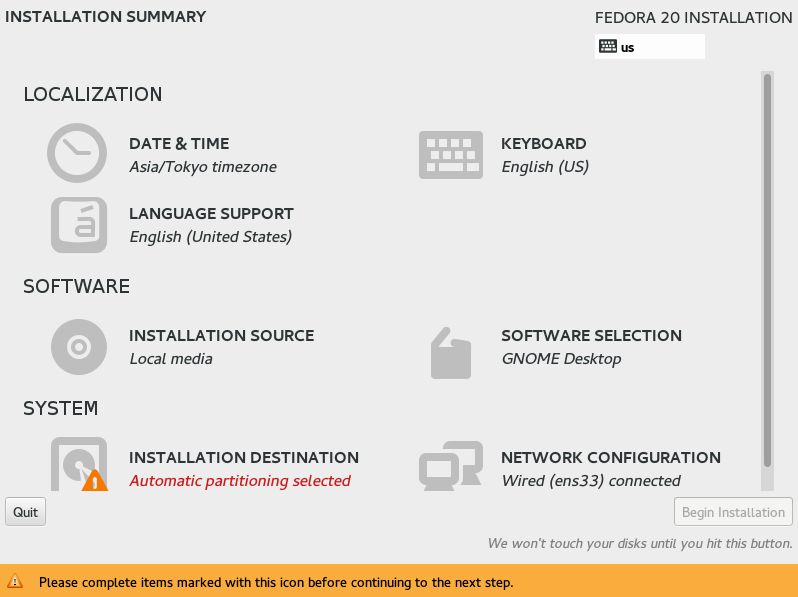 INSTALLATION SUMMARY
FEDORA 20 INSTALLATION
us
LOCALIZATION
DATE & TIME
Asia/Tokyo timezone
KEYBOARD
English (US)
LANGUAGE SUPPORT
English (United States)
á
SOFTWARE
INSTALLATION SOURCE
Local media
SOFTWARE SELECTION
GNOME Desktop
SYSTEM
INSTALLATION DESTINATION
Automatic partitioning selected
NETWORK CONFIGURATION
Wired (ens33) connected
Quit
Begin Installation
We won't touch your disks until you hit this button.
Please complete items marked with this icon before continuing to the next step.